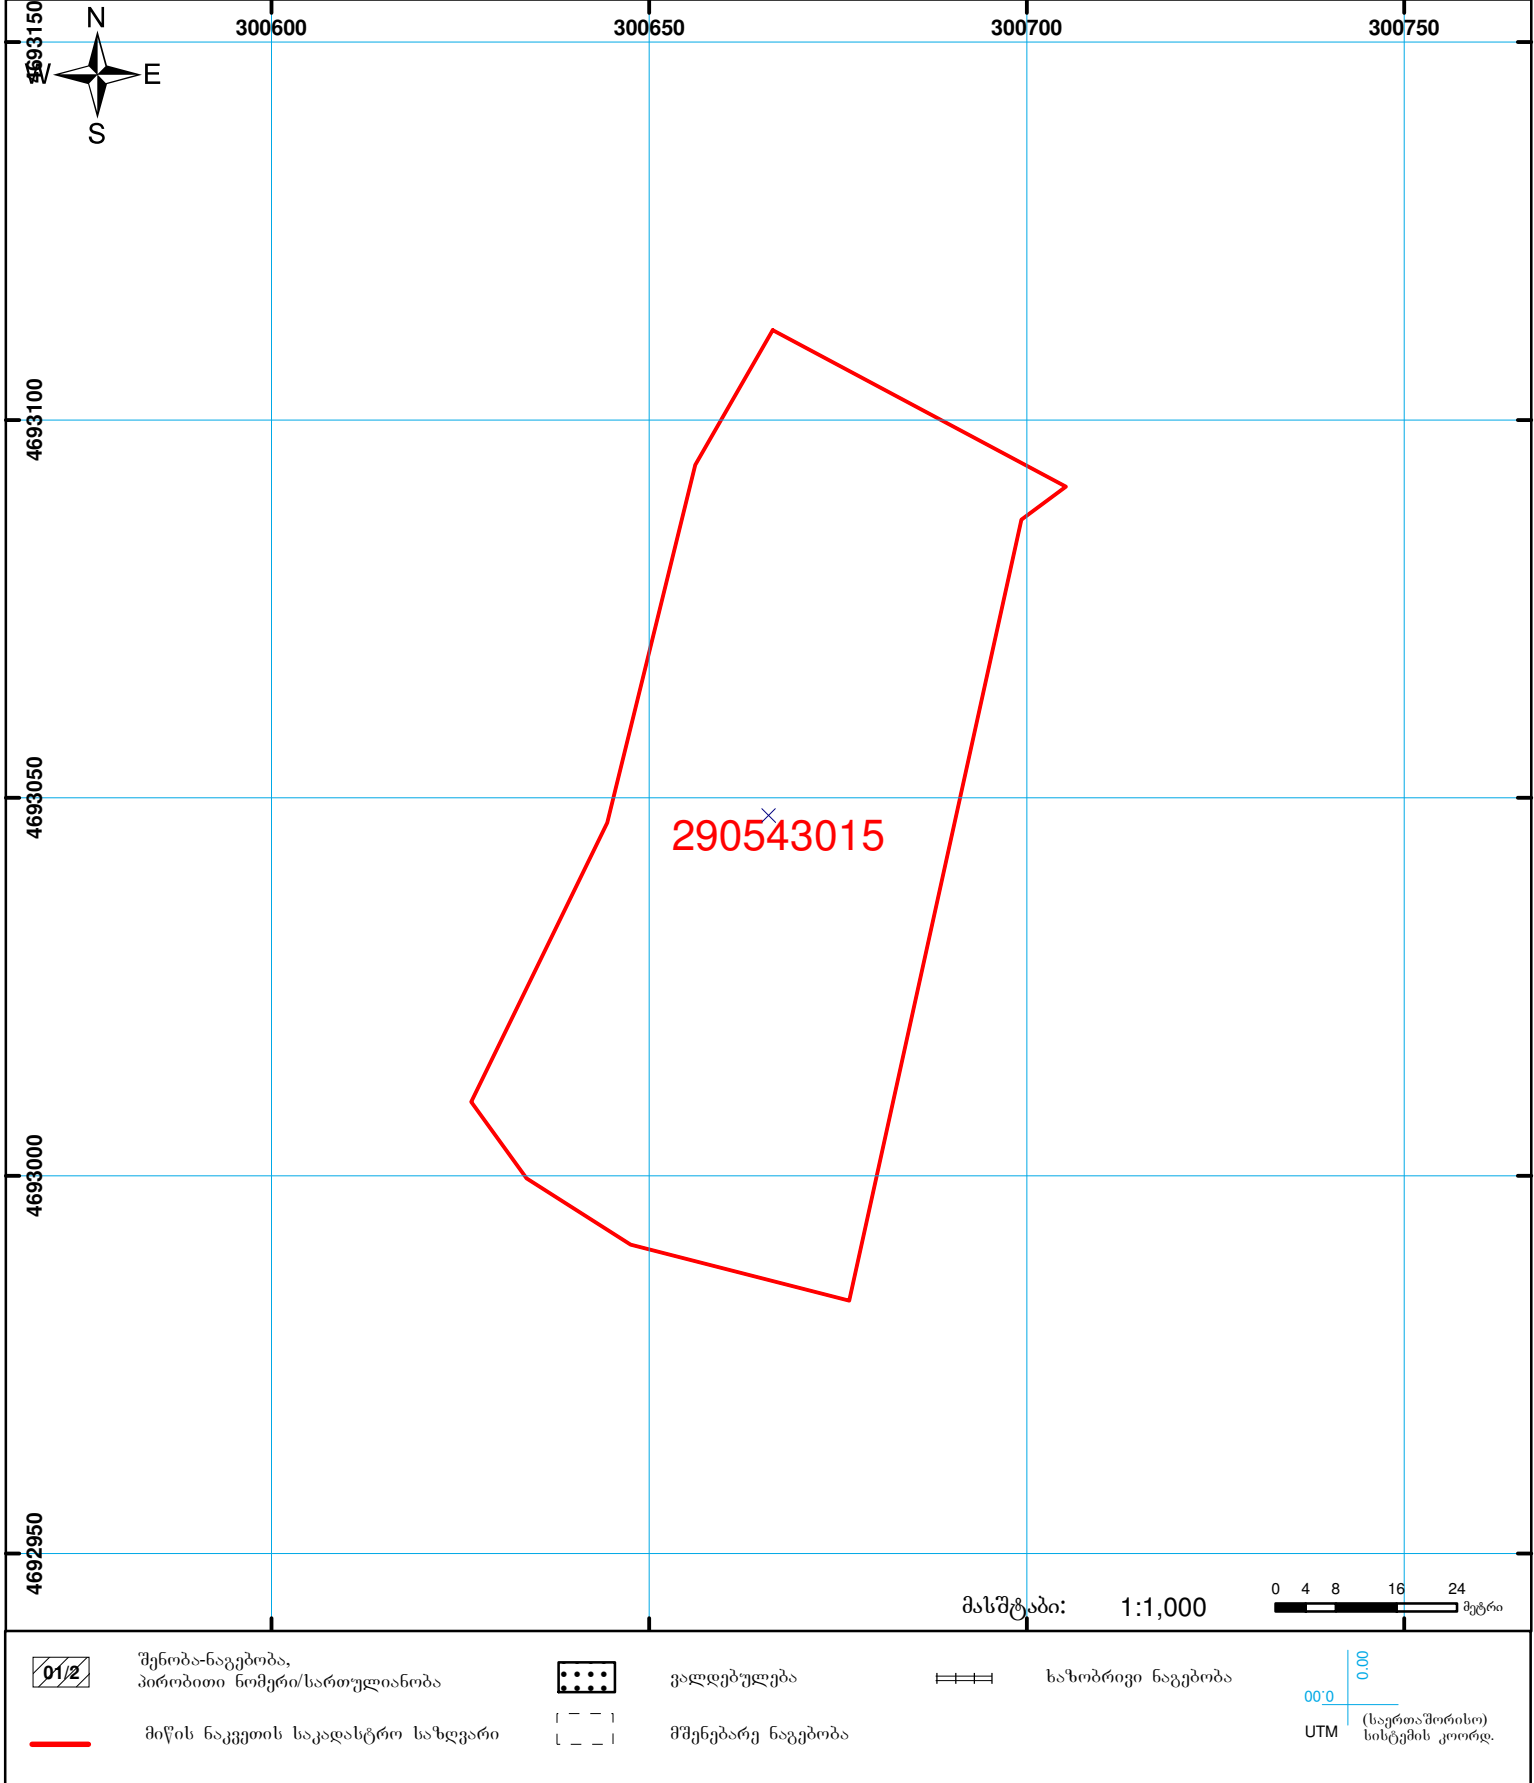 300600 300650 300700 300750
4693150
N
W E
S
4693100
4693050
290543015
4693000
4692950
მასშტაბი: 1:1,000
0 4 8 16 24
მეტრი
01/2
შენობა-ნაგებობა,
პირობითი ნომერი/სართულიანობა
ვალდებულება
ხაზობრივი ნაგებობა
0.00
0.00
მიწის ნაკვეთის საკადასტრო საზღვარი
მშენებარე ნაგებობა
UTM
(საერთაშორისო)
სისტემის კოორდ.